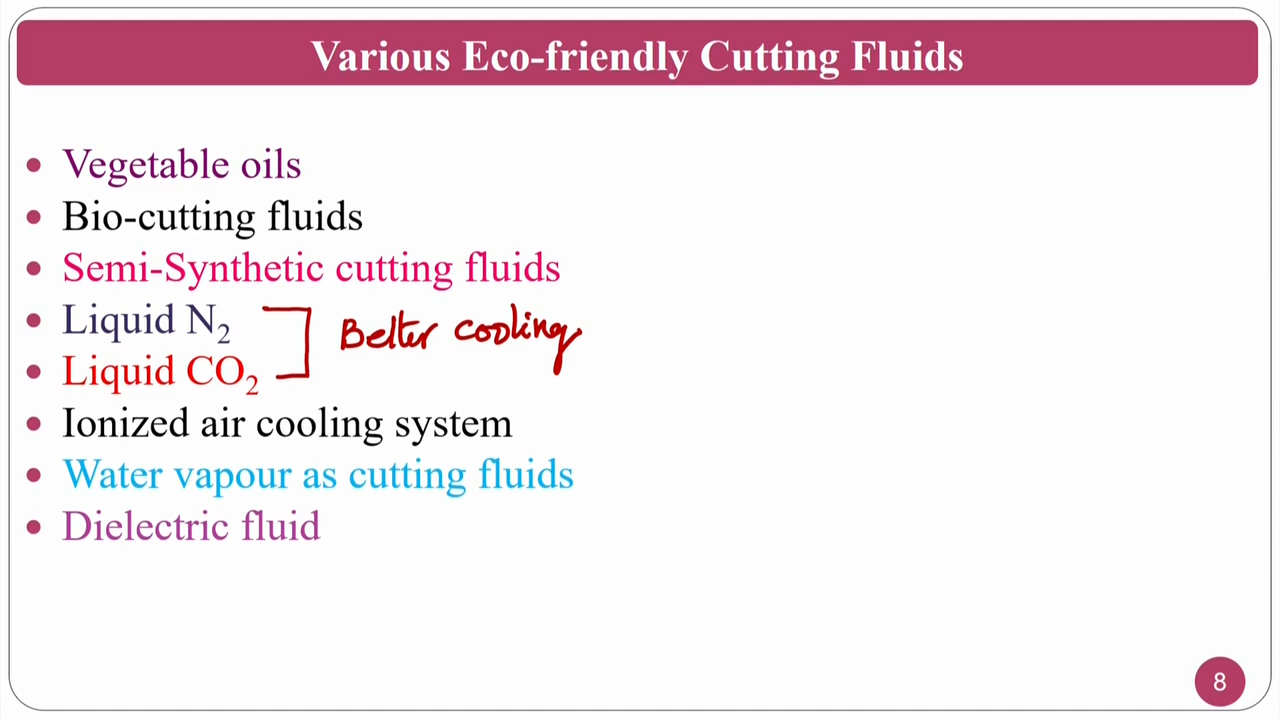 Various Eco-friendly Cutting Fluids
• Vegetable oils
• Bio-cutting fluids
• Semi-Synthetic cutting fluids
• Liquid N₂
• Liquid CO₂
Better cooling
• Ionized air cooling system
• Water vapour as cutting fluids
• Dielectric fluid
8